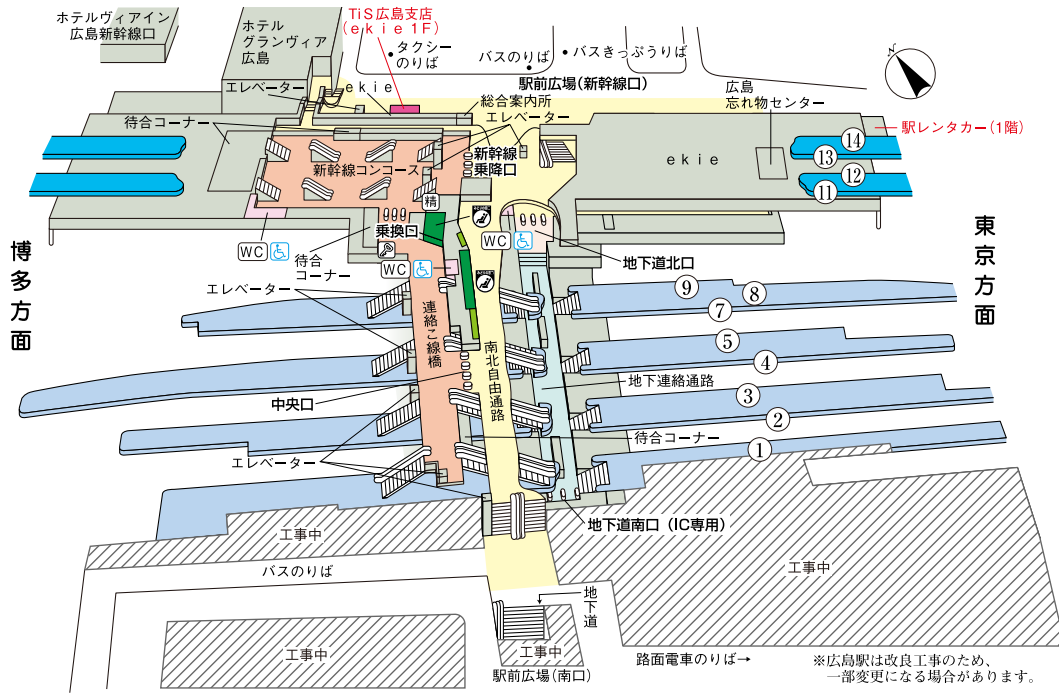 ホテルヴィアイン
広島新幹線口
ホテル
グランヴィア
広島
TiS広島支店
(ekie 1F)
タクシー
のりば
バスのりば
バスきっぷうりば
駅前広場(新幹線口)
N
エレベーター
ekie
総合案内所
エレベーター
広島
忘れ物センター
待合コーナー
駅レンタカー(1階)
新幹線コンコース
新幹線
乗降口
ekie
14
13
12
11
精
乗換口
WC
待合
コーナー
WC
WC
地下道北口
博多方面
東京方面
エレベーター
連絡こ線橋
南北自由通路
9
8
7
5
4
地下連絡通路
3
2
中央口
待合コーナー
1
エレベーター
地下道南口(IC専用)
工事中
工事中
バスのりば
地下道
工事中
工事中
駅前広場(南口)
路面電車のりば→
※広島駅は改良工事のため、
一部変更になる場合があります。